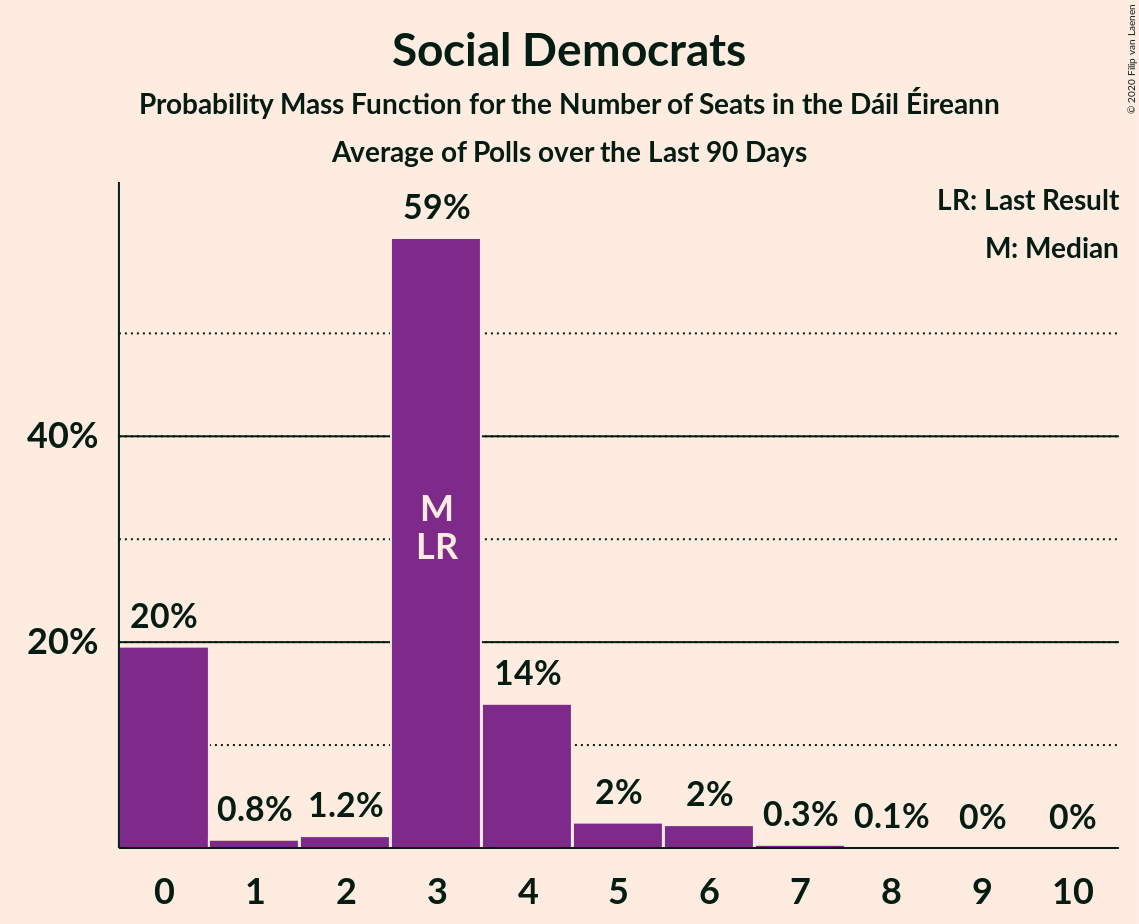 Social Democrats
Probability Mass Function for the Number of Seats in the Dáil Éireann
Average of Polls over the Last 90 Days
© 2020 Filip van Laenen
LR: Last Result
M: Median
59%
40%
M
LR
20%
20%
14%
0.8%
1.2%
2%
2%
0.3%
0.1%
0%
0%
0 1 2 3 4 5 6 7 8 9 10